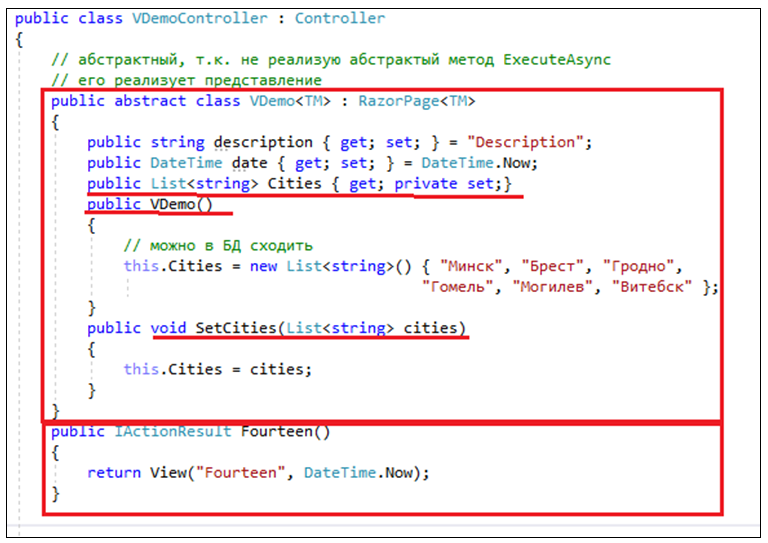 public class VDemoController : Controller
{
// абстрактный, т.к. не реализую абстрактый метод ExecuteAsync
// его реализует представление
public abstract class VDemo<TM> : RazorPage<TM>
{
public string description { get; set; } = "Description";
public DateTime date { get; set; } = DateTime.Now;
public List<string> Cities { get; private set;}
public VDemo()
{
// можно в БД сходить
this.Cities = new List<string>() { "Минск", "Брест", "Гродно",
"Гомель", "Могилев", "Витебск" };
}
public void SetCities(List<string> cities)
{
this.Cities = cities;
}
}
public IActionResult Fourteen()
{
return View("Fourteen", DateTime.Now);
}